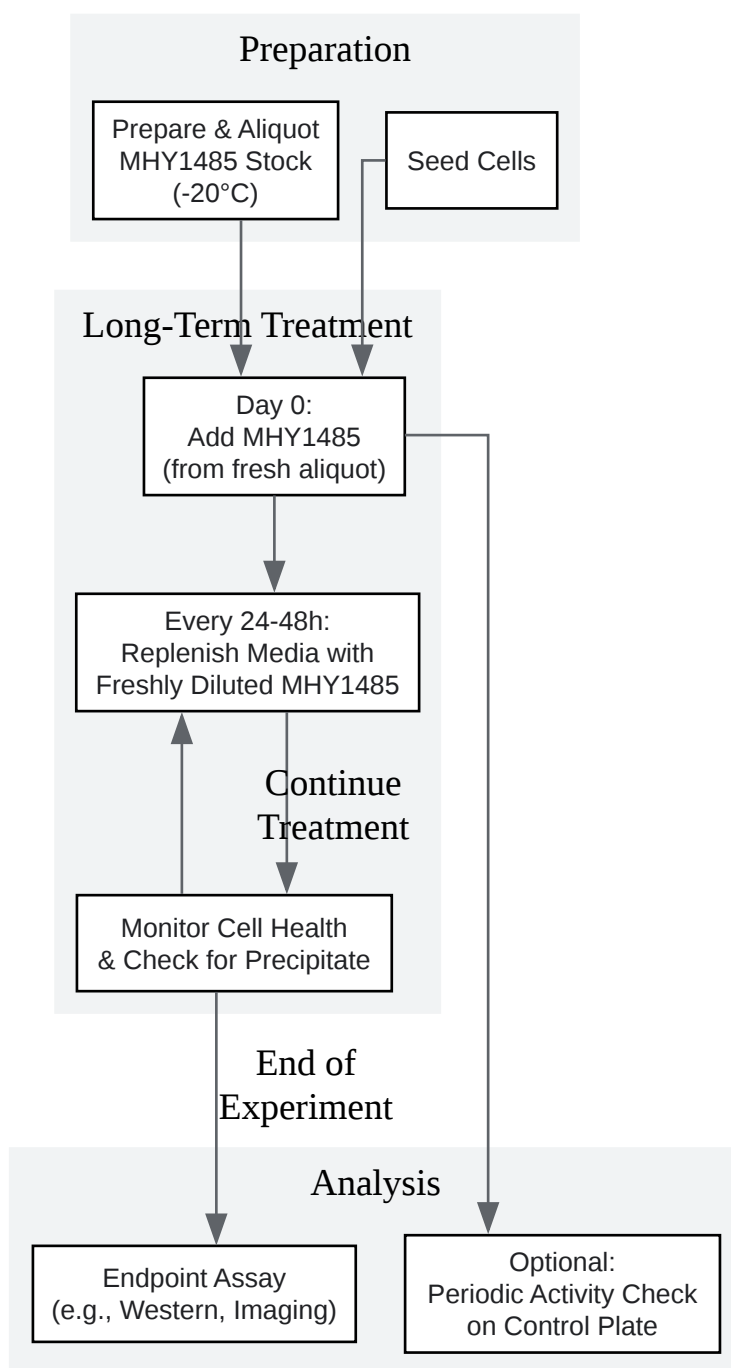 Preparation
Prepare & Aliquot
MHY1485 Stock
(-20°C)
Seed Cells
Long-Term Treatment
Day 0:
Add MHY1485
(from fresh aliquot)
Every 24-48h:
Replenish Media with
Freshly Diluted MHY1485
Continue
Treatment
Monitor Cell Health
& Check for Precipitate
End of
Experiment
Analysis
Endpoint Assay
(e.g., Western, Imaging)
Optional:
Periodic Activity Check
on Control Plate